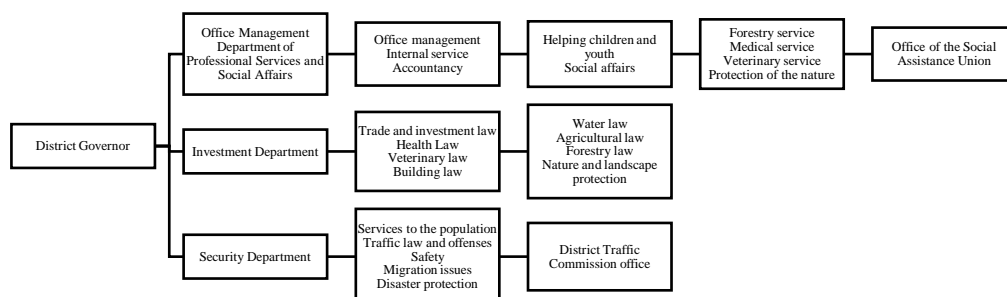 Office Management
Department of
Professional Services and
Social Affairs
Office management
Internal service
Accountancy
Helping children and
youth
Social affairs
Forestry service
Medical service
Veterinary service
Protection of the nature
Office of the Social
Assistance Union
District Governor
Investment Department
Trade and investment law
Health Law
Veterinary law
Building law
Water law
Agricultural law
Forestry law
Nature and landscape
protection
Security Department
Services to the population
Traffic law and offenses
Safety
Migration issues
Disaster protection
District Traffic
Commission office